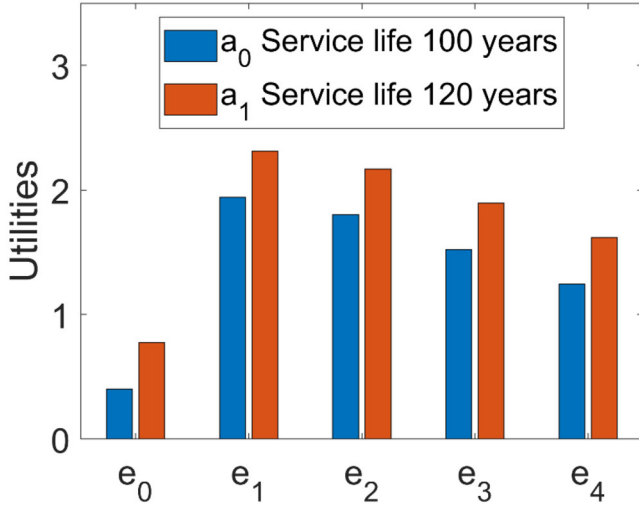 a0 Service life 100 years
a1 Service life 120 years
Utilities
3
2
1
0
e0 e1 e2 e3 e4